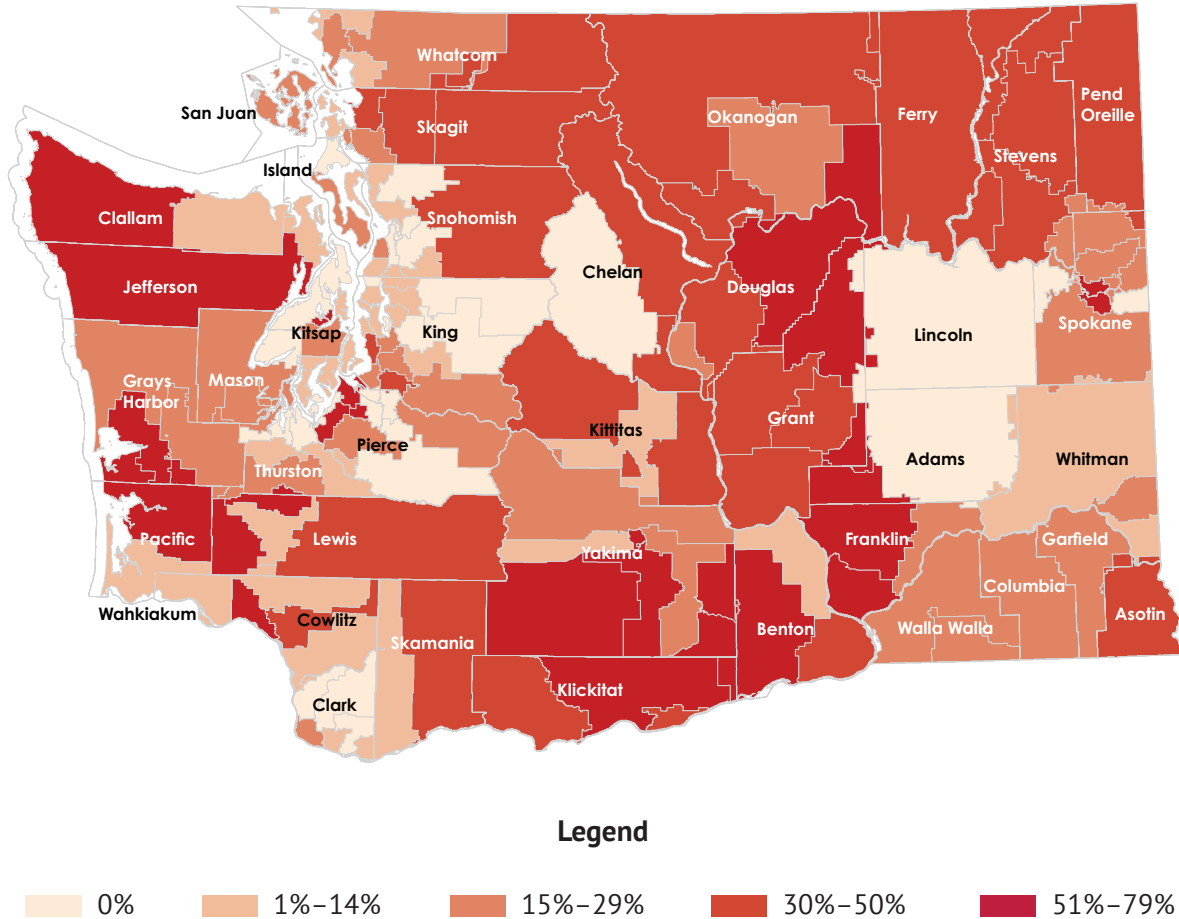 Whatcom
San Juan
Skagit
Okanogan
Ferry
Pend
Oreille
Stevens
Island
Clallam
Snohomish
Chelan
Jefferson
Douglas
Kitsap
King
Lincoln
Spokane
Grays
Harbor
Mason
Kittitas
Grant
Pierce
Thurston
Adams
Whitman
Pacific
Lewis
Yakima
Franklin
Garfield
Columbia
Wahkiakum
Cowlitz
Skamania
Benton
Walla Walla
Asotin
Klickitat
Clark
Legend
0%
1%–14%
15%–29%
30%–50%
51%–79%